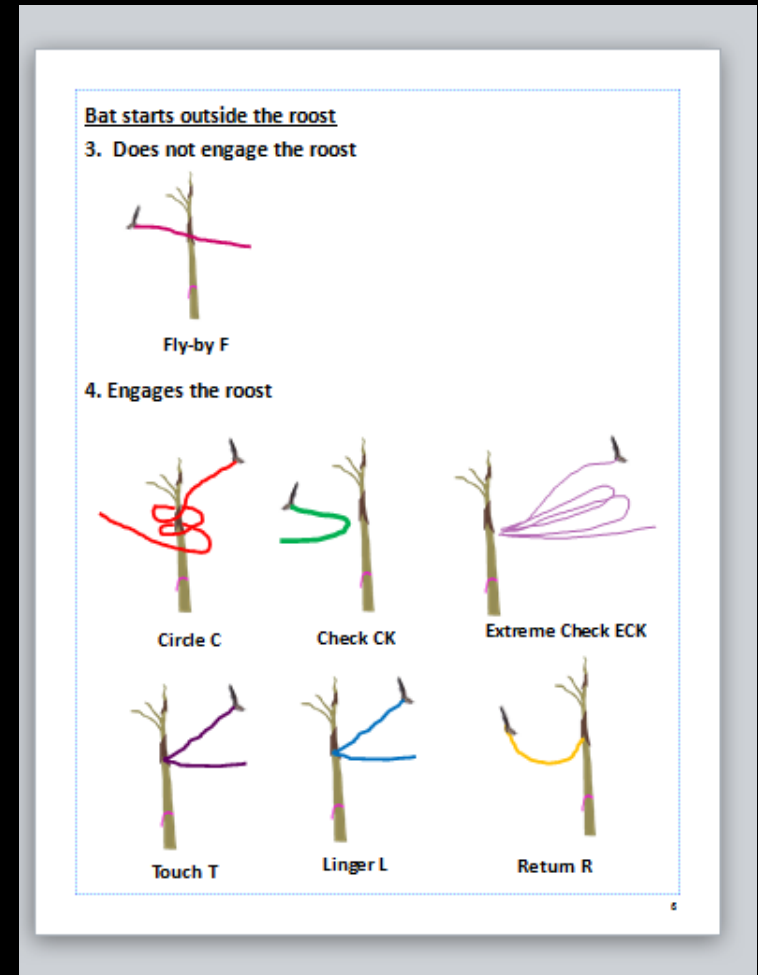 Bat starts outside the roost
3. Does not engage the roost
Fly-by F
4. Engages the roost
Circle C
Check CK
Extreme Check ECK
Touch T
Linger L
Return R
6